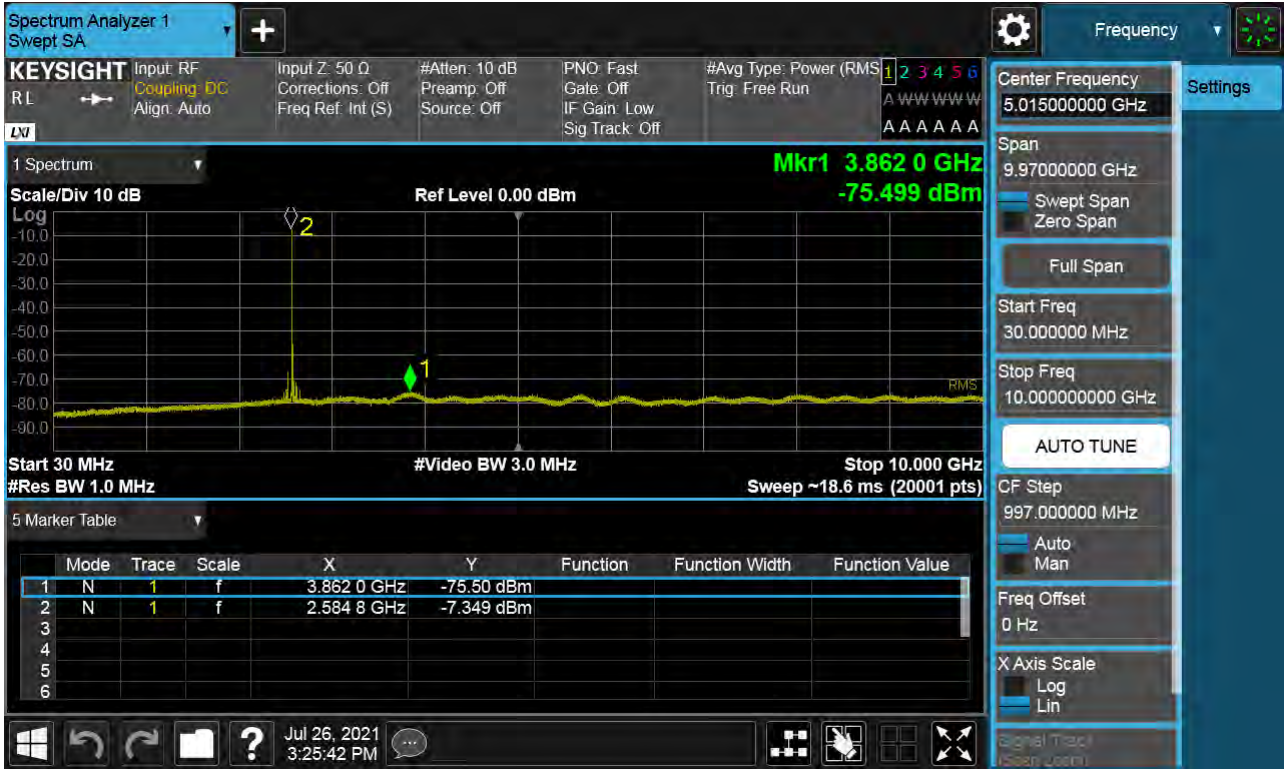 Spectrum Analyzer 1
Swept SA
+
Frequency
KEYSIGHT
R L
LXI
Input: RF
Coupling: DC
Align: Auto
Input Z: 50 Ω
Corrections: Off
Freq Ref: Int (S)
#Atten: 10 dB
Preamp: Off
Source: Off
PNO: Fast
Gate: Off
IF Gain: Low
Sig Track: Off
#Avg Type: Power (RMS
Trig: Free Run
1 2 3 4 5 6
A W W W W W
A A A A A A
1 Spectrum
Mkr1 3.862 0 GHz
-75.499 dBm
Scale/Div 10 dB
Ref Level 0.00 dBm
Log
-10.0
-20.0
-30.0
-40.0
-50.0
-60.0
-70.0
-80.0
-90.0
2
1
RMS
Start 30 MHz
#Video BW 3.0 MHz
Stop 10.000 GHz
#Res BW 1.0 MHz
Sweep ~18.6 ms (20001 pts)
5 Marker Table
Mode Trace Scale X Y Function Function Width Function Value
1 N 1 f 3.862 0 GHz -75.50 dBm
2 N 1 f 2.584 8 GHz -7.349 dBm
3
4
5
6
Jul 26, 2021
3:25:42 PM
?
Center Frequency
5.015000000 GHz
Settings
Span
9.97000000 GHz
Swept Span
Zero Span
Full Span
Start Freq
30.000000 MHz
Stop Freq
10.000000000 GHz
AUTO TUNE
CF Step
997.000000 MHz
Auto
Man
Freq Offset
0 Hz
X Axis Scale
Log
Lin
Signal Track
(Span Zoom)